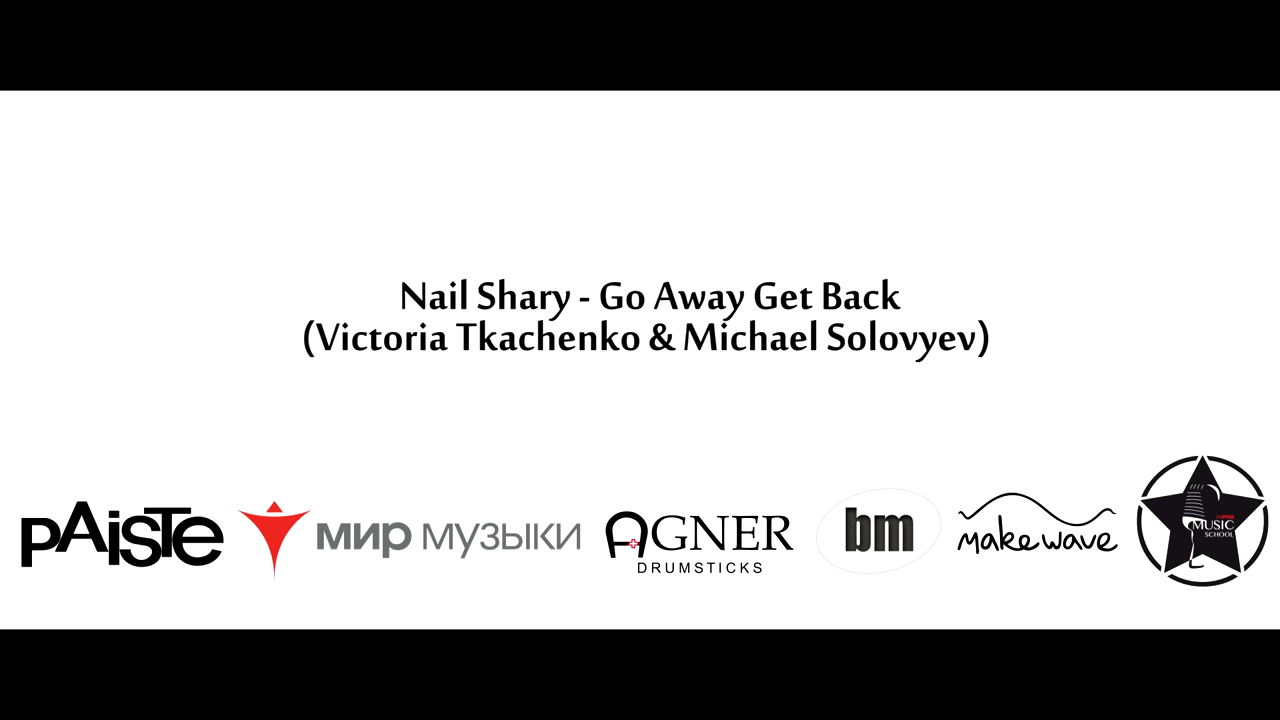 Nail Shary - Go Away Get Back
(Victoria Tkachenko & Michael Solovyev)
PAiSTe
мир музыки
AGNER
DRUMSTICKS
bm
make wave
MUSIC
SCHOOL